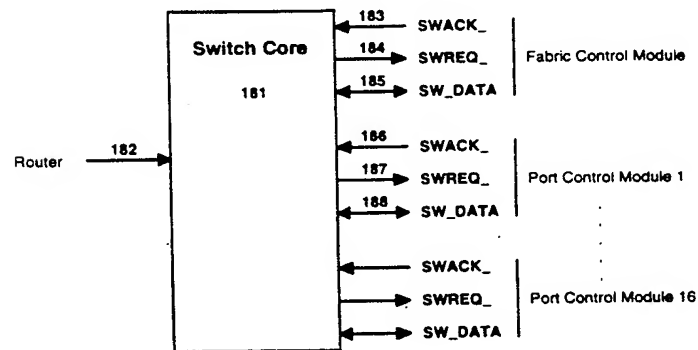 183 SWACK_
Switch Core
184 SWREQ_ Fabric Control Module
181
185 SW_DATA
Router 182
186 SWACK_
187 SWREQ_ Port Control Module 1
188 SW_DATA
SWACK_
SWREQ_ Port Control Module 16
SW_DATA